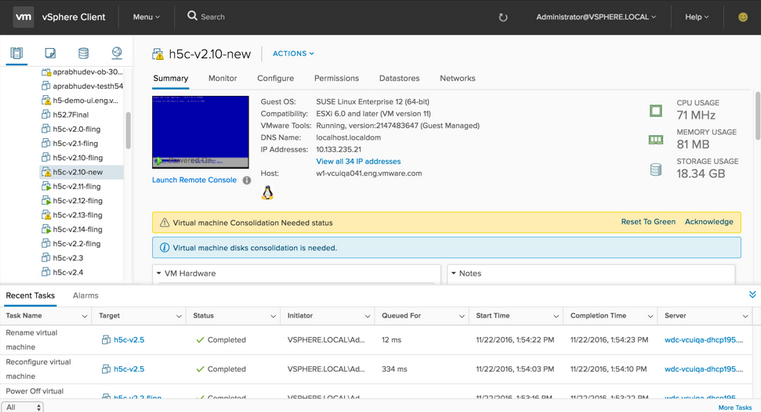 vm vSphere Client Menu Search Administrator@VSPHERE.LOCAL Help
aprabhudev-ob-30...
aprabhudev-testh54
h5-demo-ui.eng.v...
h52.7Final
h5c-v2.0-fling
h5c-v2.1-fling
h5c-v2.10-fling
h5c-v2.10-new
h5c-v2.11-fling
h5c-v2.12-fling
h5c-v2.13-fling
h5c-v2.14-fling
h5c-v2.2-fling
h5c-v2.3
h5c-v2.4
h5c-v2.10-new ACTIONS
Summary Monitor Configure Permissions Datastores Networks
Powered On
Launch Remote Console
Guest OS: SUSE Linux Enterprise 12 (64-bit)
Compatibility: ESXi 6.0 and later (VM version 11)
VMware Tools: Running, version:2147483647 (Guest Managed)
DNS Name: localhost.localdom
IP Addresses: 10.133.235.21
View all 34 IP addresses
Host: w1-vcuiqa041.eng.vmware.com
CPU USAGE
71 MHz
MEMORY USAGE
81 MB
STORAGE USAGE
18.34 GB
Virtual machine Consolidation Needed status Reset To Green Acknowledge
Virtual machine disks consolidation is needed.
VM Hardware Notes
Recent Tasks Alarms
Task Name Target Status Initiator Queued For Start Time Completion Time Server
Rename virtual machine h5c-v2.5 Completed VSPHERE.LOCAL\Ad... 12 ms 11/22/2016, 1:54:22 PM 11/22/2016, 1:54:23 PM wdc-vcuiqa-dhcp195....
Reconfigure virtual machine h5c-v2.5 Completed VSPHERE.LOCAL\Ad... 334 ms 11/22/2016, 1:54:03 PM 11/22/2016, 1:54:10 PM wdc-vcuiqa-dhcp195....
Power Off virtual h5c-v2.2-fling Completed VSPHERE.LOCAL\Ad... 11/22/2016, 1:53:16 PM 11/22/2016, 1:53:22 PM wdc-vcuiqa-dhcp195....
All More Tasks